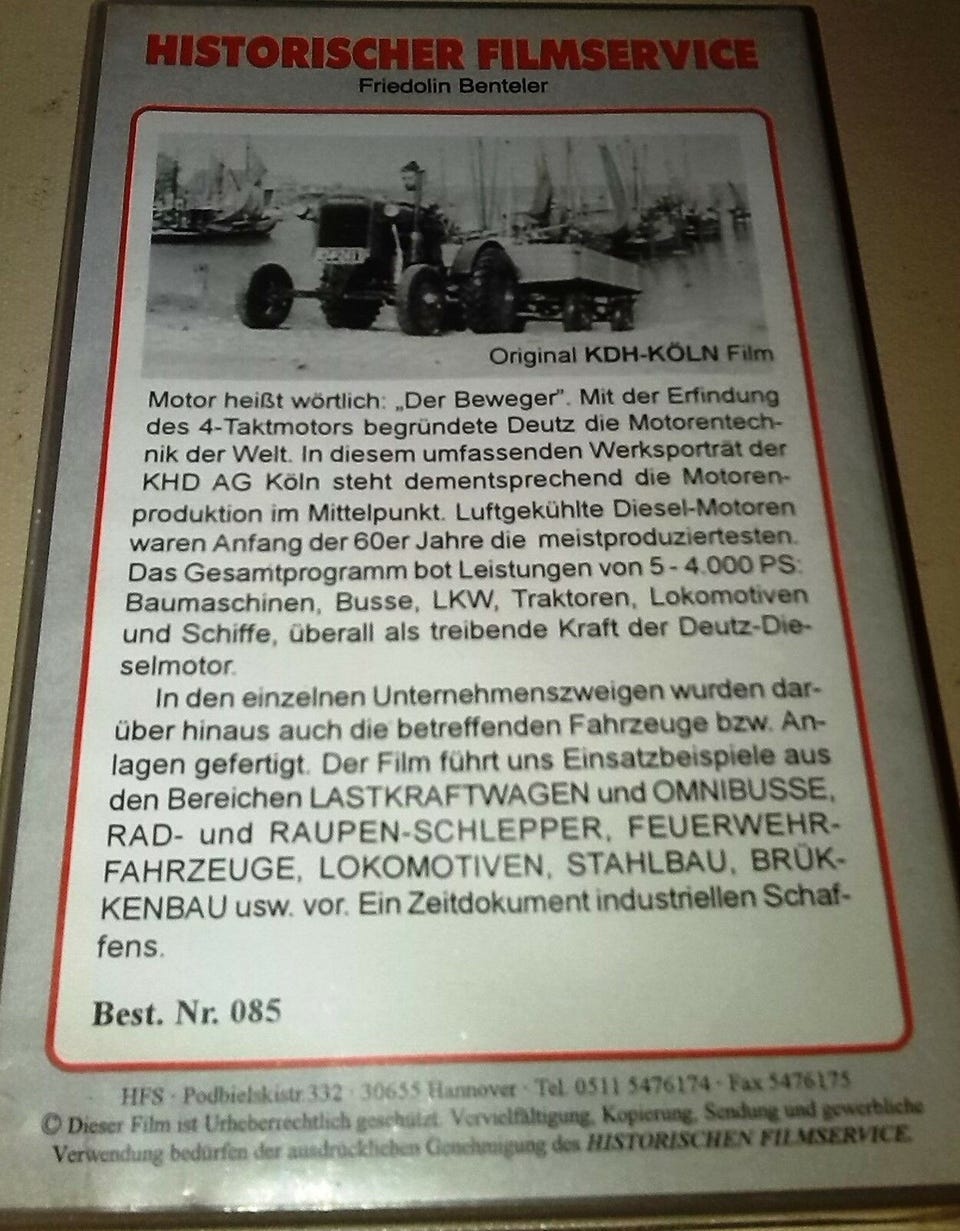 HISTORISCHER FILMSERVICE
Friedolin Benteler
Original KDH-KÖLN Film
Motor heißt wörtlich: „Der Beweger". Mit der Erfindung
des 4-Taktmotors begründete Deutz die Motorentech-
nik der Welt. In diesem umfassenden Werksporträt der
KHD AG Köln steht dementsprechend die Motoren-
produktion im Mittelpunkt. Luftgekühlte Diesel-Motoren
waren Anfang der 60er Jahre die meistproduziertesten.
Das Gesamtprogramm bot Leistungen von 5 - 4.000 PS:
Baumaschinen, Busse, LKW, Traktoren, Lokomotiven
und Schiffe, überall als treibende Kraft der Deutz-Die-
selmotor.
In den einzelnen Unternehmenszweigen wurden dar-
über hinaus auch die betreffenden Fahrzeuge bzw. An-
lagen gefertigt. Der Film führt uns Einsatzbeispiele aus
den Bereichen LASTKRAFTWAGEN und OMNIBUSSE,
RAD- und RAUPEN-SCHLEPPER, FEUERWEHR-
FAHRZEUGE, LOKOMOTIVEN, STAHLBAU, BRÜK-
KENBAU usw. vor. Ein Zeitdokument industriellen Schaf-
fens.
Best. Nr. 085
HFS · Podbielskistr.332 · 30655 Hannover · Tel. 0511 5476174 · Fax 5476175
© Dieser Film ist Urheberrechtlich geschützt. Vervielfältigung, Kopierung, Sendung und gewerbliche
Verwendung bedürfen der ausdrücklichen Genehmigung des HISTORISCHEN FILMSERVICE.